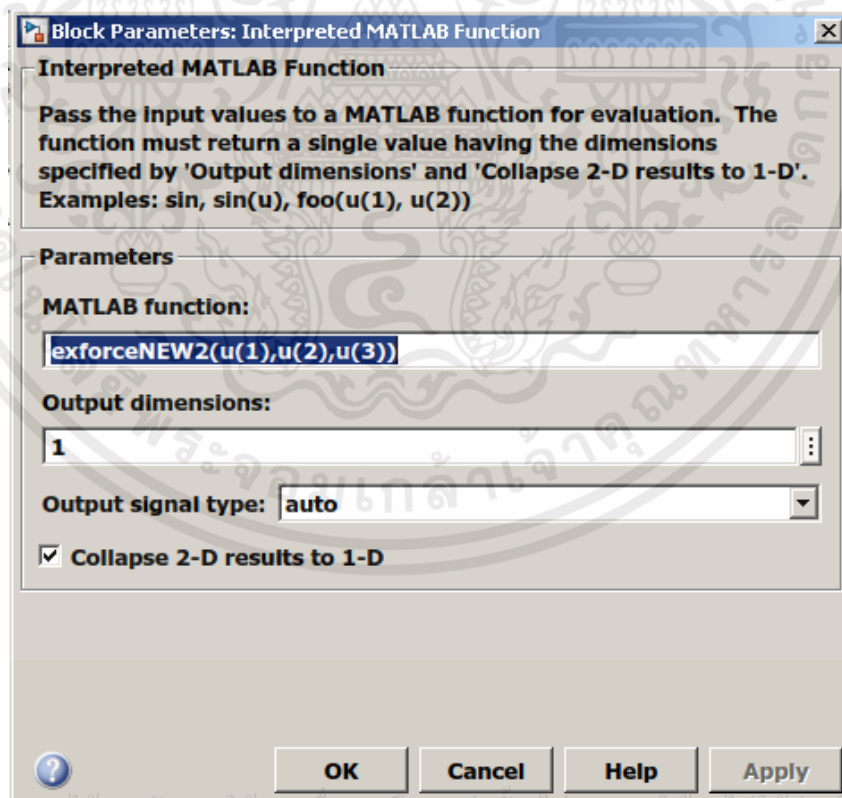 Block Parameters: Interpreted MATLAB Function
Interpreted MATLAB Function
Pass the input values to a MATLAB function for evaluation. The
function must return a single value having the dimensions
specified by 'Output dimensions' and 'Collapse 2-D results to 1-D'.
Examples: sin, sin(u), foo(u(1), u(2))
Parameters
MATLAB function:
exforceNEW2(u(1),u(2),u(3))
Output dimensions:
1
Output signal type: auto
Collapse 2-D results to 1-D
OK Cancel Help Apply